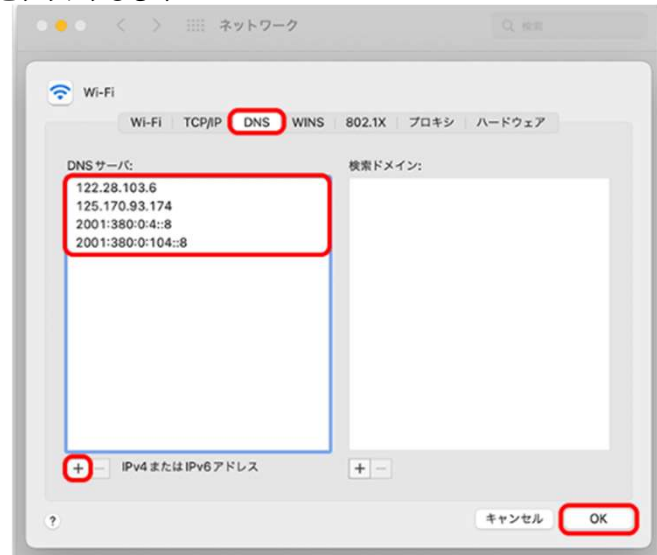 ネットワーク
検索
Wi-Fi
Wi-Fi TCP/IP DNS WINS 802.1X プロキシ ハードウェア
DNSサーバ: 検索ドメイン:
122.28.103.6
125.170.93.174
2001:380:0:4::8
2001:380:0:104::8
+ − IPv4またはIPv6アドレス + −
? キャンセル OK